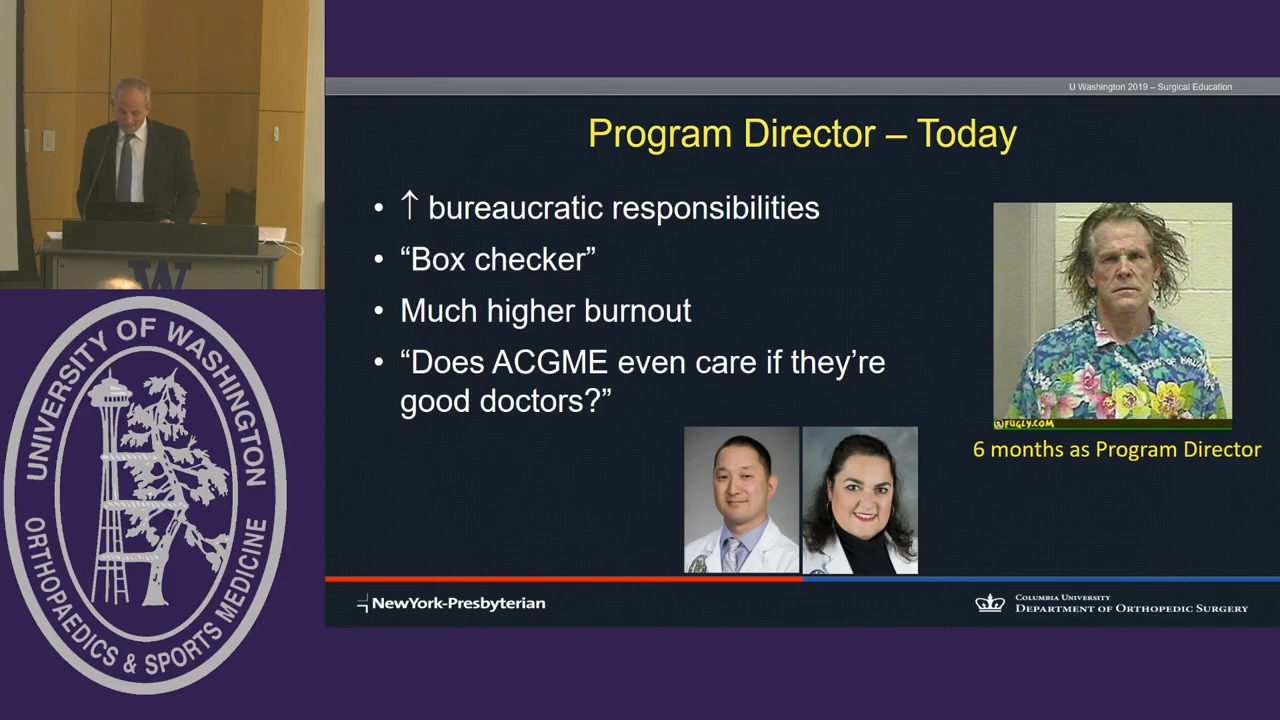 U Washington 2019 – Surgical Education
Program Director – Today
• ↑ bureaucratic responsibilities
• “Box checker”
• Much higher burnout
• “Does ACGME even care if they’re
good doctors?”
@FUGLY.COM
6 months as Program Director
W
UNIVERSITY OF WASHINGTON
ORTHOPAEDICS & SPORTS MEDICINE
NewYork-Presbyterian
COLUMBIA UNIVERSITY
DEPARTMENT OF ORTHOPEDIC SURGERY